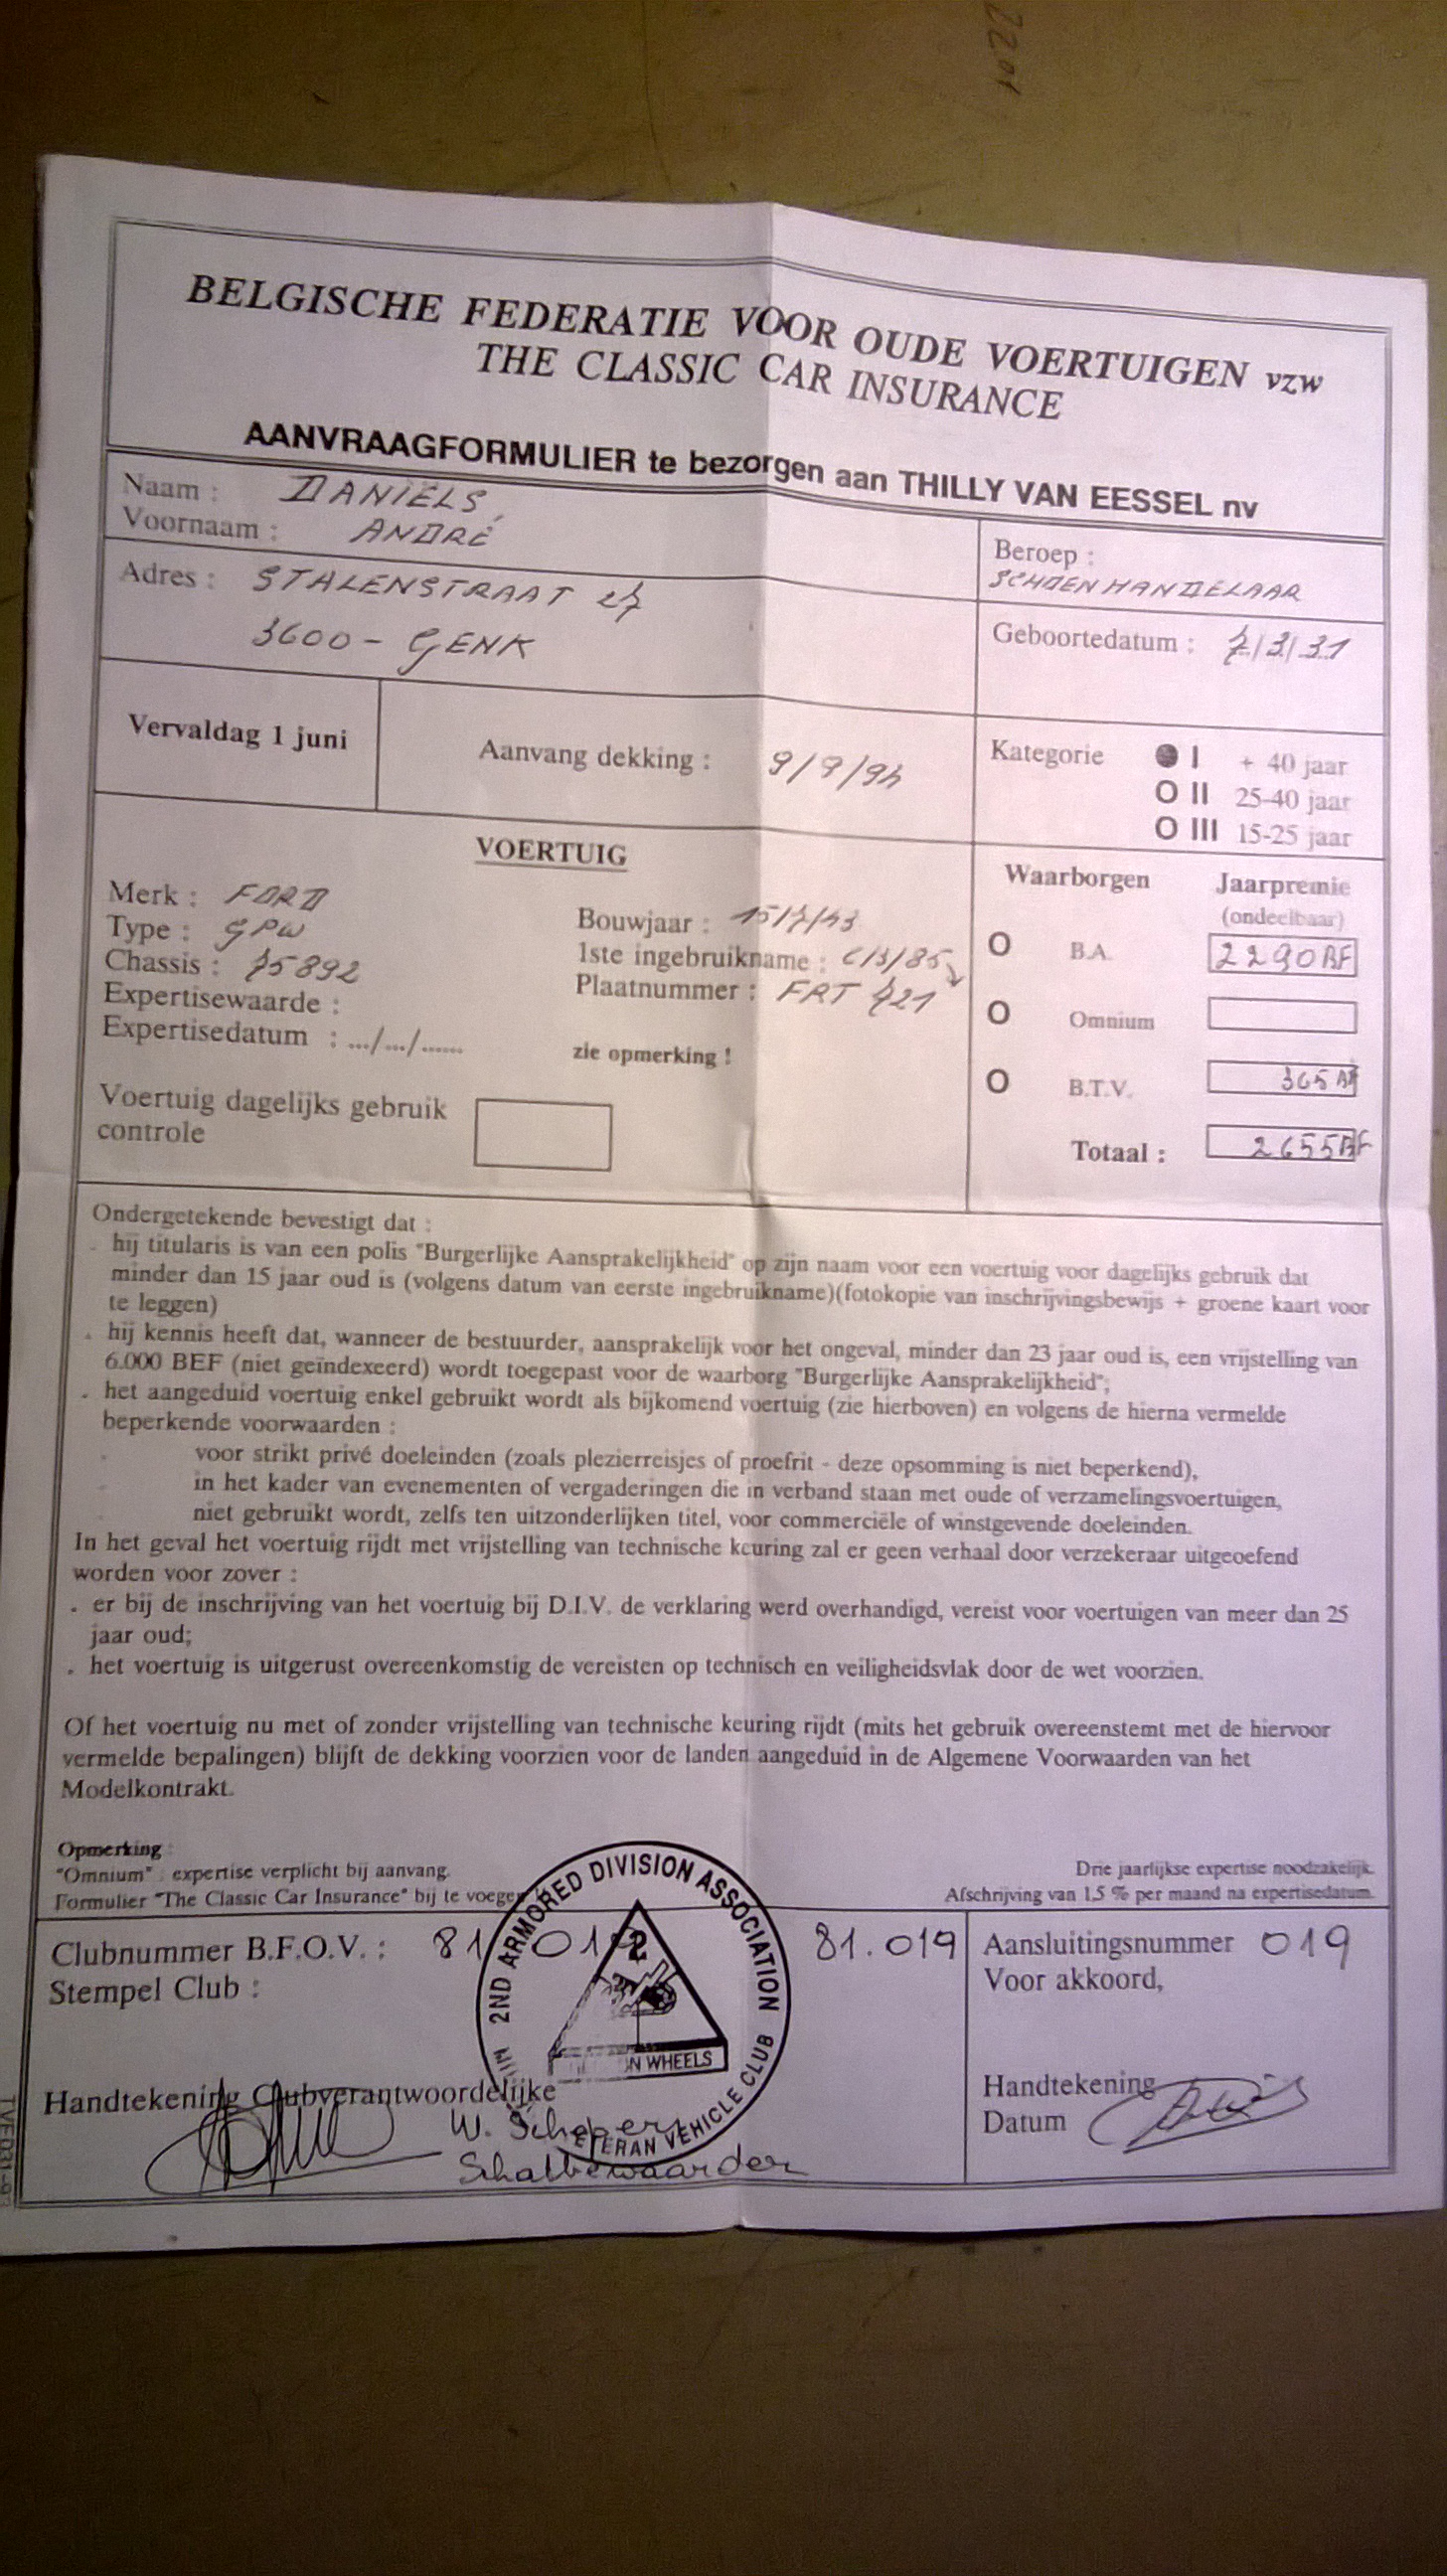 BELGISCHE FEDERATIE VOOR OUDE VOERTUIGEN vzw
THE CLASSIC CAR INSURANCE
AANVRAAGFORMULIER te bezorgen aan THILLY VAN EESSEL nv
Naam : DANIËLS,
Voornaam : ANDRÉ
Beroep :
SCHOENHANDELAAR
Adres : STALENSTRAAT 27
3600 - GENK
Geboortedatum : 7/3/31
Vervaldag 1 juni
Aanvang dekking : 9/9/94
Kategorie I + 40 jaar
O II 25-40 jaar
O III 15-25 jaar
VOERTUIG
Merk : FORD
Type : GPW
Chassis : 75892
Expertisewaarde :
Expertisedatum : .../.../......
Bouwjaar : 15/7/43
1ste ingebruikname :
Plaatnummer : FRT 721
zie opmerking !
Voertuig dagelijks gebruik
controle
Waarborgen Jaarpremie
(ondeelbaar)
O B.A. 2290 BF
O Omnium
O B.T.V. 365 BF
Totaal : 2655 BF
Ondergetekende bevestigt dat :
. hij titularis is van een polis "Burgerlijke Aansprakelijkheid" op zijn naam voor een voertuig voor dagelijks gebruik dat
minder dan 15 jaar oud is (volgens datum van eerste ingebruikname)(fotokopie van inschrijvingsbewijs + groene kaart voor
te leggen)
. hij kennis heeft dat, wanneer de bestuurder, aansprakelijk voor het ongeval, minder dan 23 jaar oud is, een vrijstelling van
6.000 BEF (niet geïndexeerd) wordt toegepast voor de waarborg "Burgerlijke Aansprakelijkheid";
. het aangeduid voertuig enkel gebruikt wordt als bijkomend voertuig (zie hierboven) en volgens de hierna vermelde
beperkende voorwaarden :
voor strikt privé doeleinden (zoals plezierreisjes of proefrit - deze opsomming is niet beperkend),
in het kader van evenementen of vergaderingen die in verband staan met oude of verzamelingsvoertuigen,
niet gebruikt wordt, zelfs ten uitzonderlijken titel, voor commerciële of winstgevende doeleinden.
In het geval het voertuig rijdt met vrijstelling van technische keuring zal er geen verhaal door verzekeraar uitgeoefend
worden voor zover :
. er bij de inschrijving van het voertuig bij D.I.V. de verklaring werd overhandigd, vereist voor voertuigen van meer dan 25
jaar oud;
. het voertuig is uitgerust overeenkomstig de vereisten op technisch en veiligheidsvlak door de wet voorzien.
Of het voertuig nu met of zonder vrijstelling van technische keuring rijdt (mits het gebruik overeenstemt met de hiervoor
vermelde bepalingen) blijft de dekking voorzien voor de landen aangeduid in de Algemene Voorwaarden van het
Modelkontrakt.
Opmerking :
"Omnium" : expertise verplicht bij aanvang.
Formulier "The Classic Car Insurance" bij te voegen
Drie jaarlijkse expertise noodzakelijk.
Afschrijving van 1,5 % per maand na expertisedatum.
Clubnummer B.F.O.V. : 81 019 81.019
Stempel Club :
2ND ARMORED DIVISION ASSOCIATION
2
ON WHEELS
VETERAN VEHICLE CLUB
Handtekening Clubverantwoordelijke
W. Schepers
Schatbewaarder
Aansluitingsnummer 019
Voor akkoord,
Handtekening
Datum